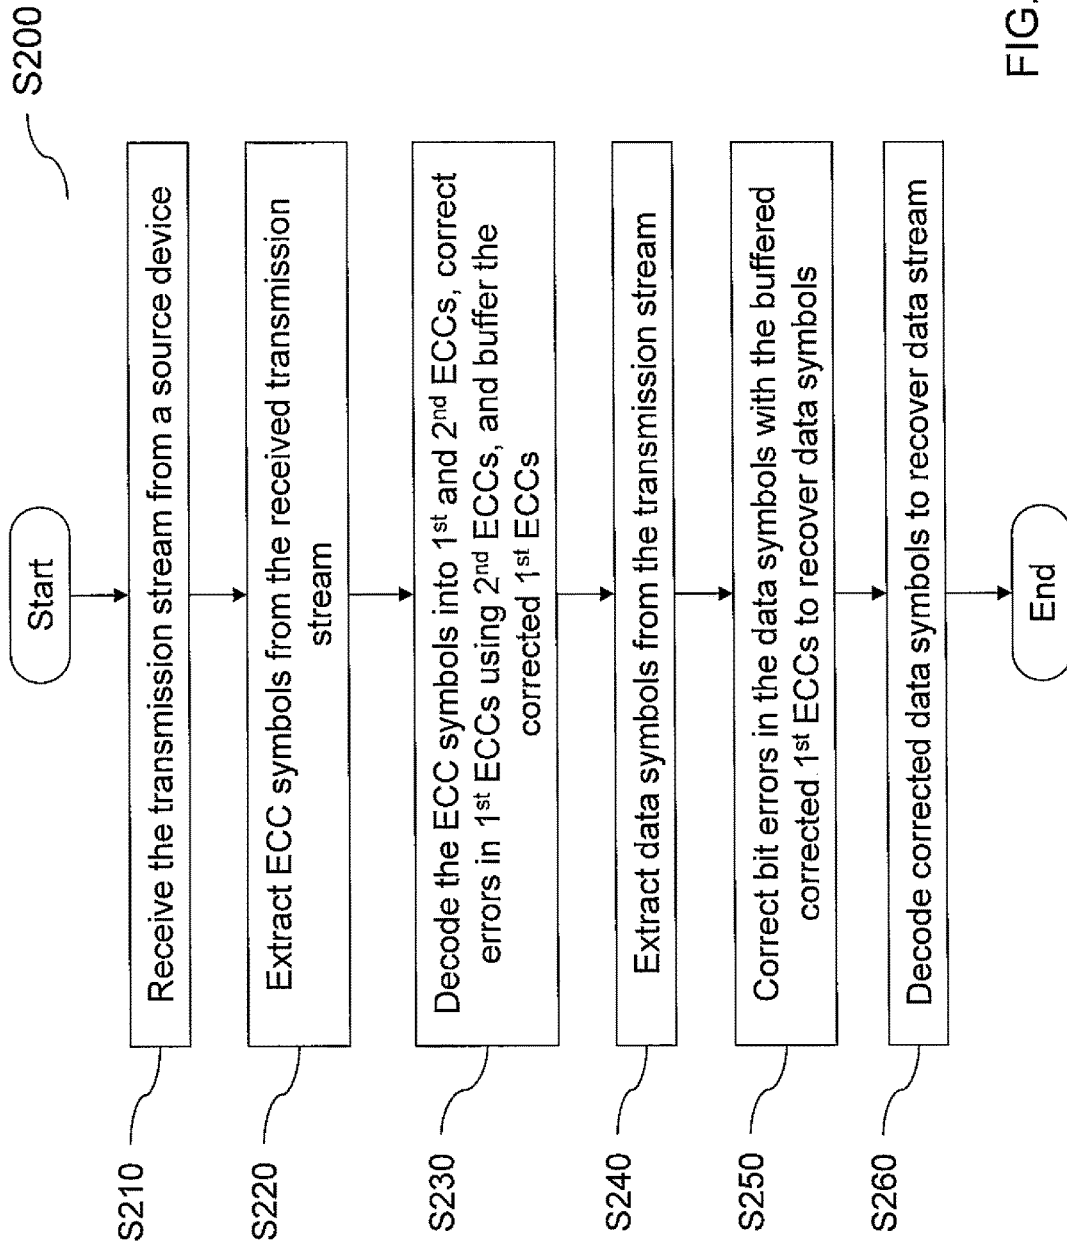 S200
Start
S210
Receive the transmission stream from a source device
S220
Extract ECC symbols from the received transmission
stream
S230
Decode the ECC symbols into 1st and 2nd ECCs, correct
errors in 1st ECCs using 2nd ECCs, and buffer the
corrected 1st ECCs
S240
Extract data symbols from the transmission stream
S250
Correct bit errors in the data symbols with the buffered
corrected 1st ECCs to recover data symbols
S260
Decode corrected data symbols to recover data stream
End
FIG.